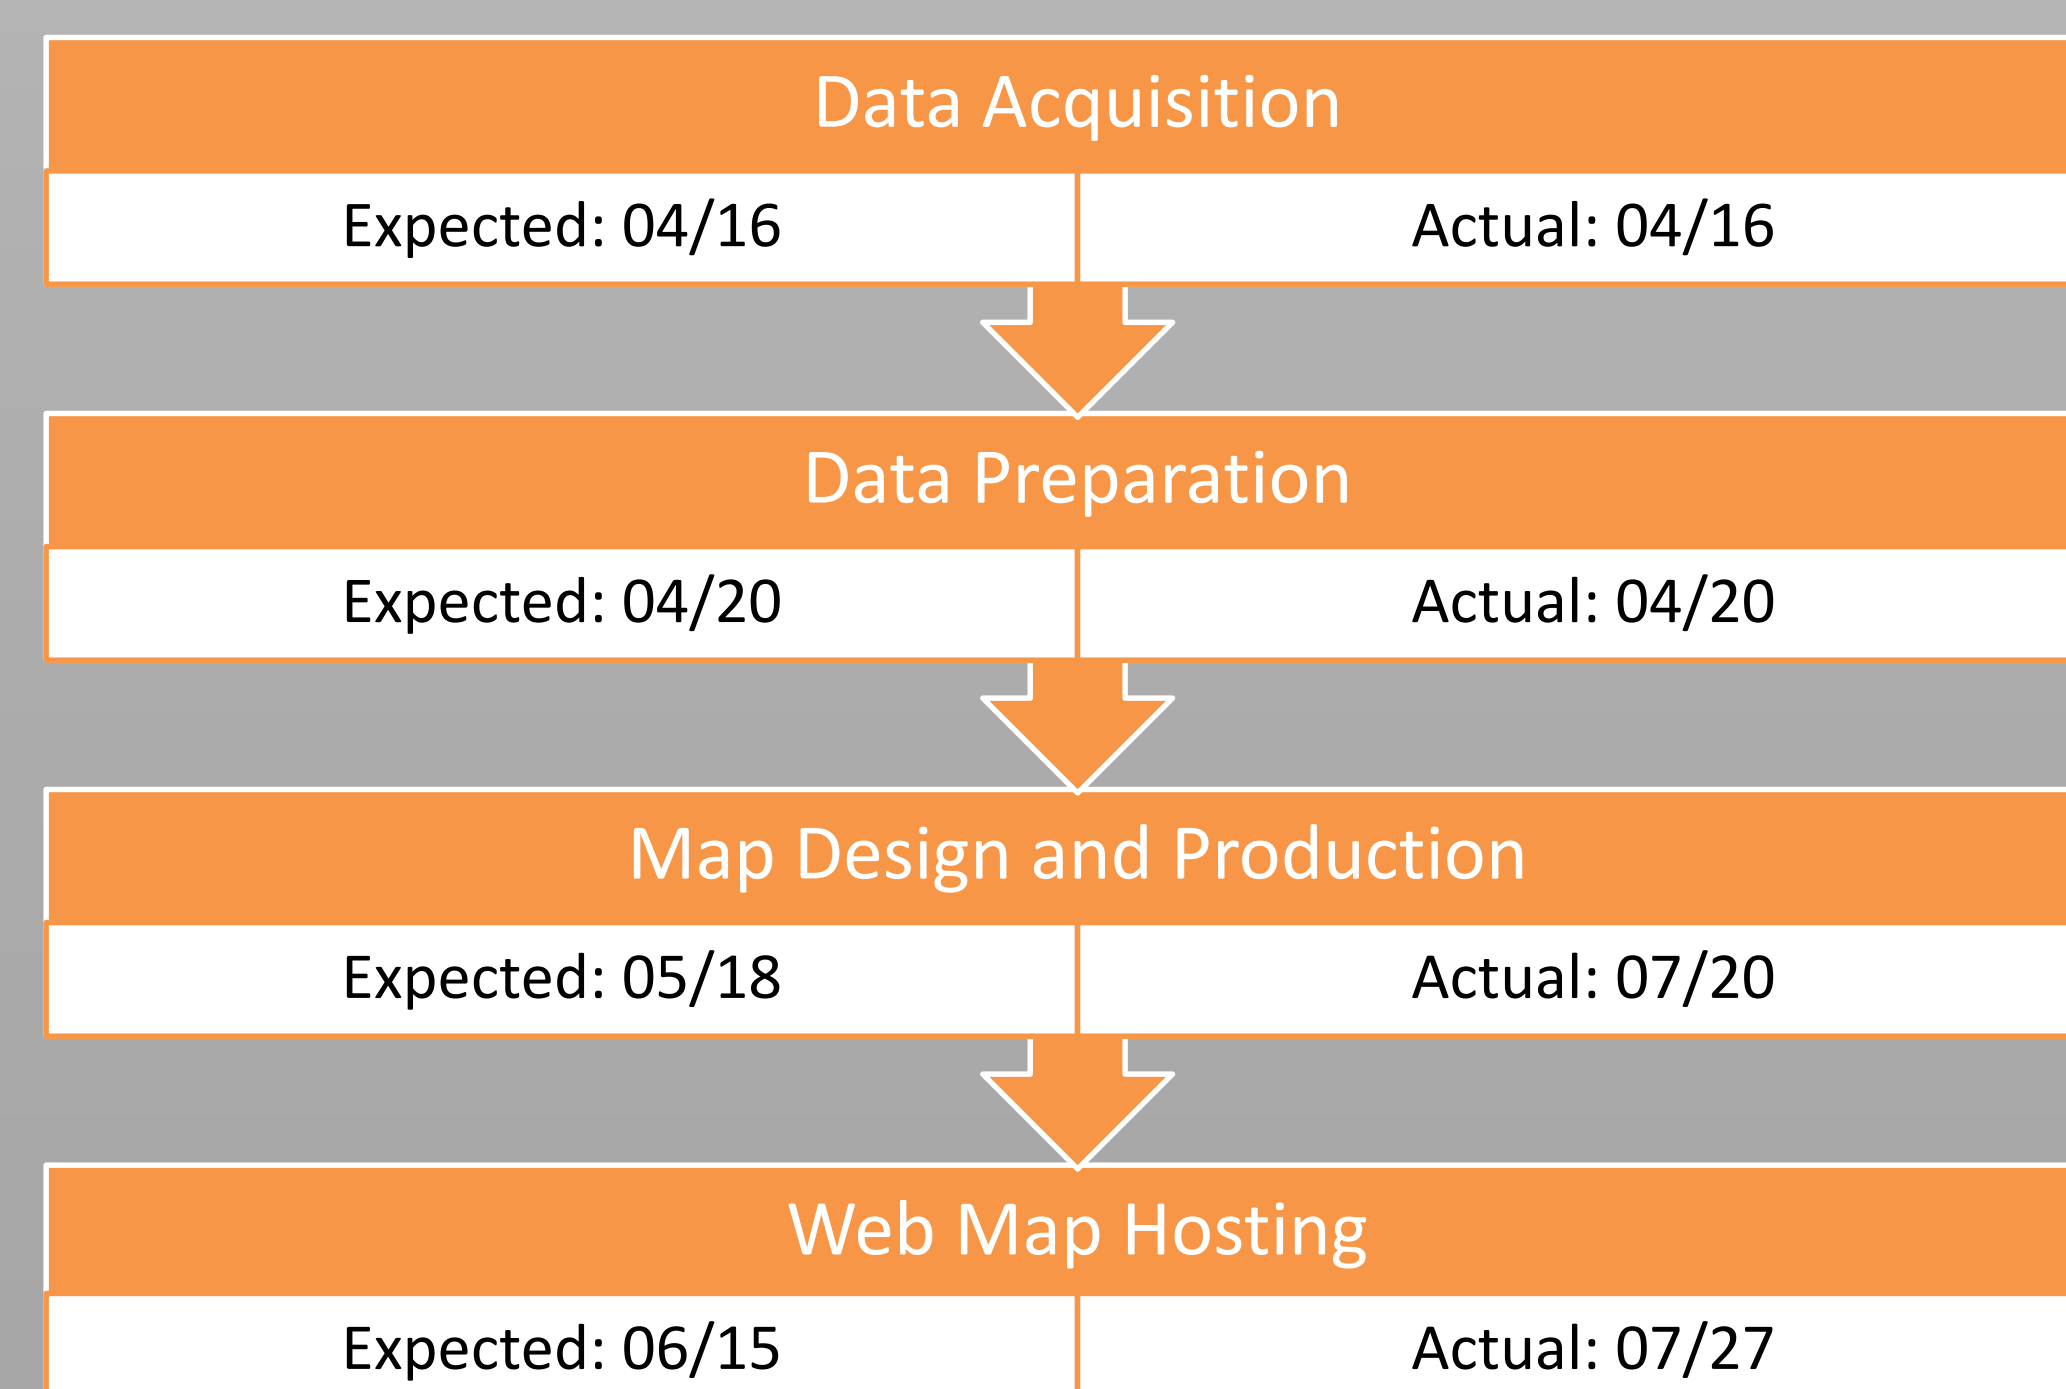 Data Acquisition
Expected: 04/16
Actual: 04/16
Data Preparation
Expected: 04/20
Actual: 04/20
Map Design and Production
Expected: 05/18
Actual: 07/20
Web Map Hosting
Expected: 06/15
Actual: 07/27